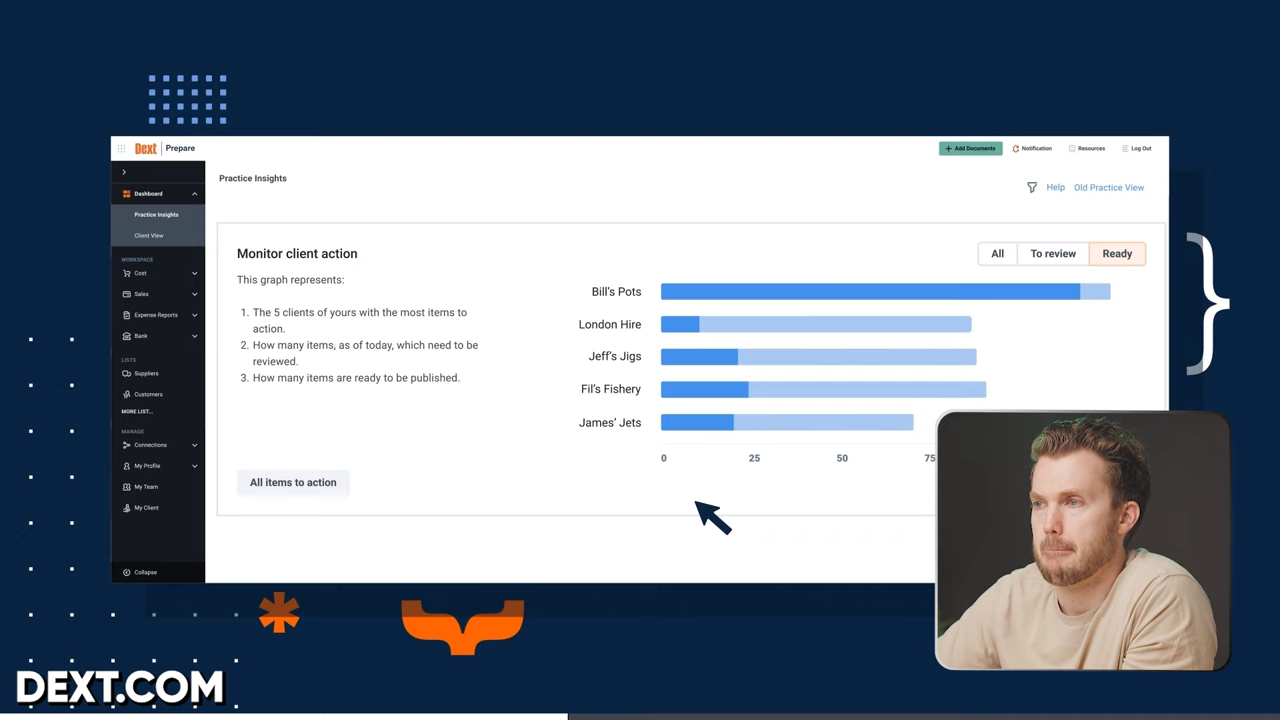 Dext Prepare
Add Documents
Notification
Resources
Log Out
Dashboard
Practice Insights
Client View
WORKSPACE
Cost
Sales
Expense Reports
Bank
LISTS
Suppliers
Customers
MORE LIST...
MANAGE
Connections
My Profile
My Team
My Client
Collapse
Practice Insights
Help
Old Practice View
Monitor client action
This graph represents:
1. The 5 clients of yours with the most items to
action.
2. How many items, as of today, which need to be
reviewed.
3. How many items are ready to be published.
All items to action
All
To review
Ready
Bill's Pots
London Hire
Jeff's Jigs
Fil's Fishery
James' Jets
0 25 50 75
DEXT.COM